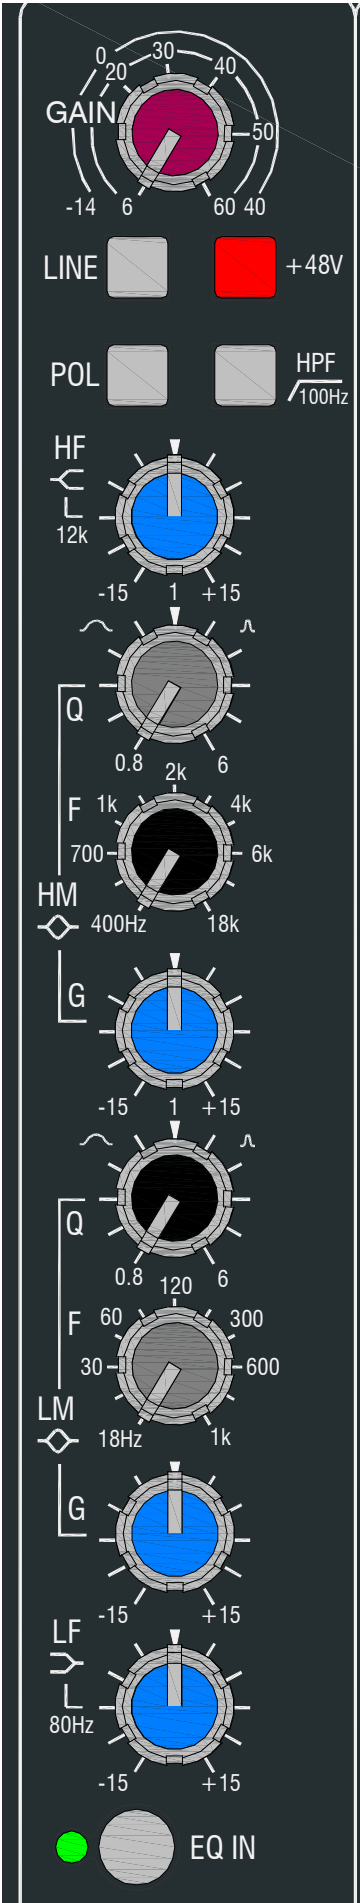 0 20 30 40
GAIN 50
-14 6 60 40
LINE +48V
POL HPF
100Hz
HF
12k
-15 1 +15
Q
0.8 6
2k
F 1k 4k
700 6k
HM
400Hz 18k
G
-15 1 +15
Q
0.8 6
120
F 60 300
30 600
LM
18Hz 1k
G
-15 +15
LF
80Hz
-15 +15
EQ IN